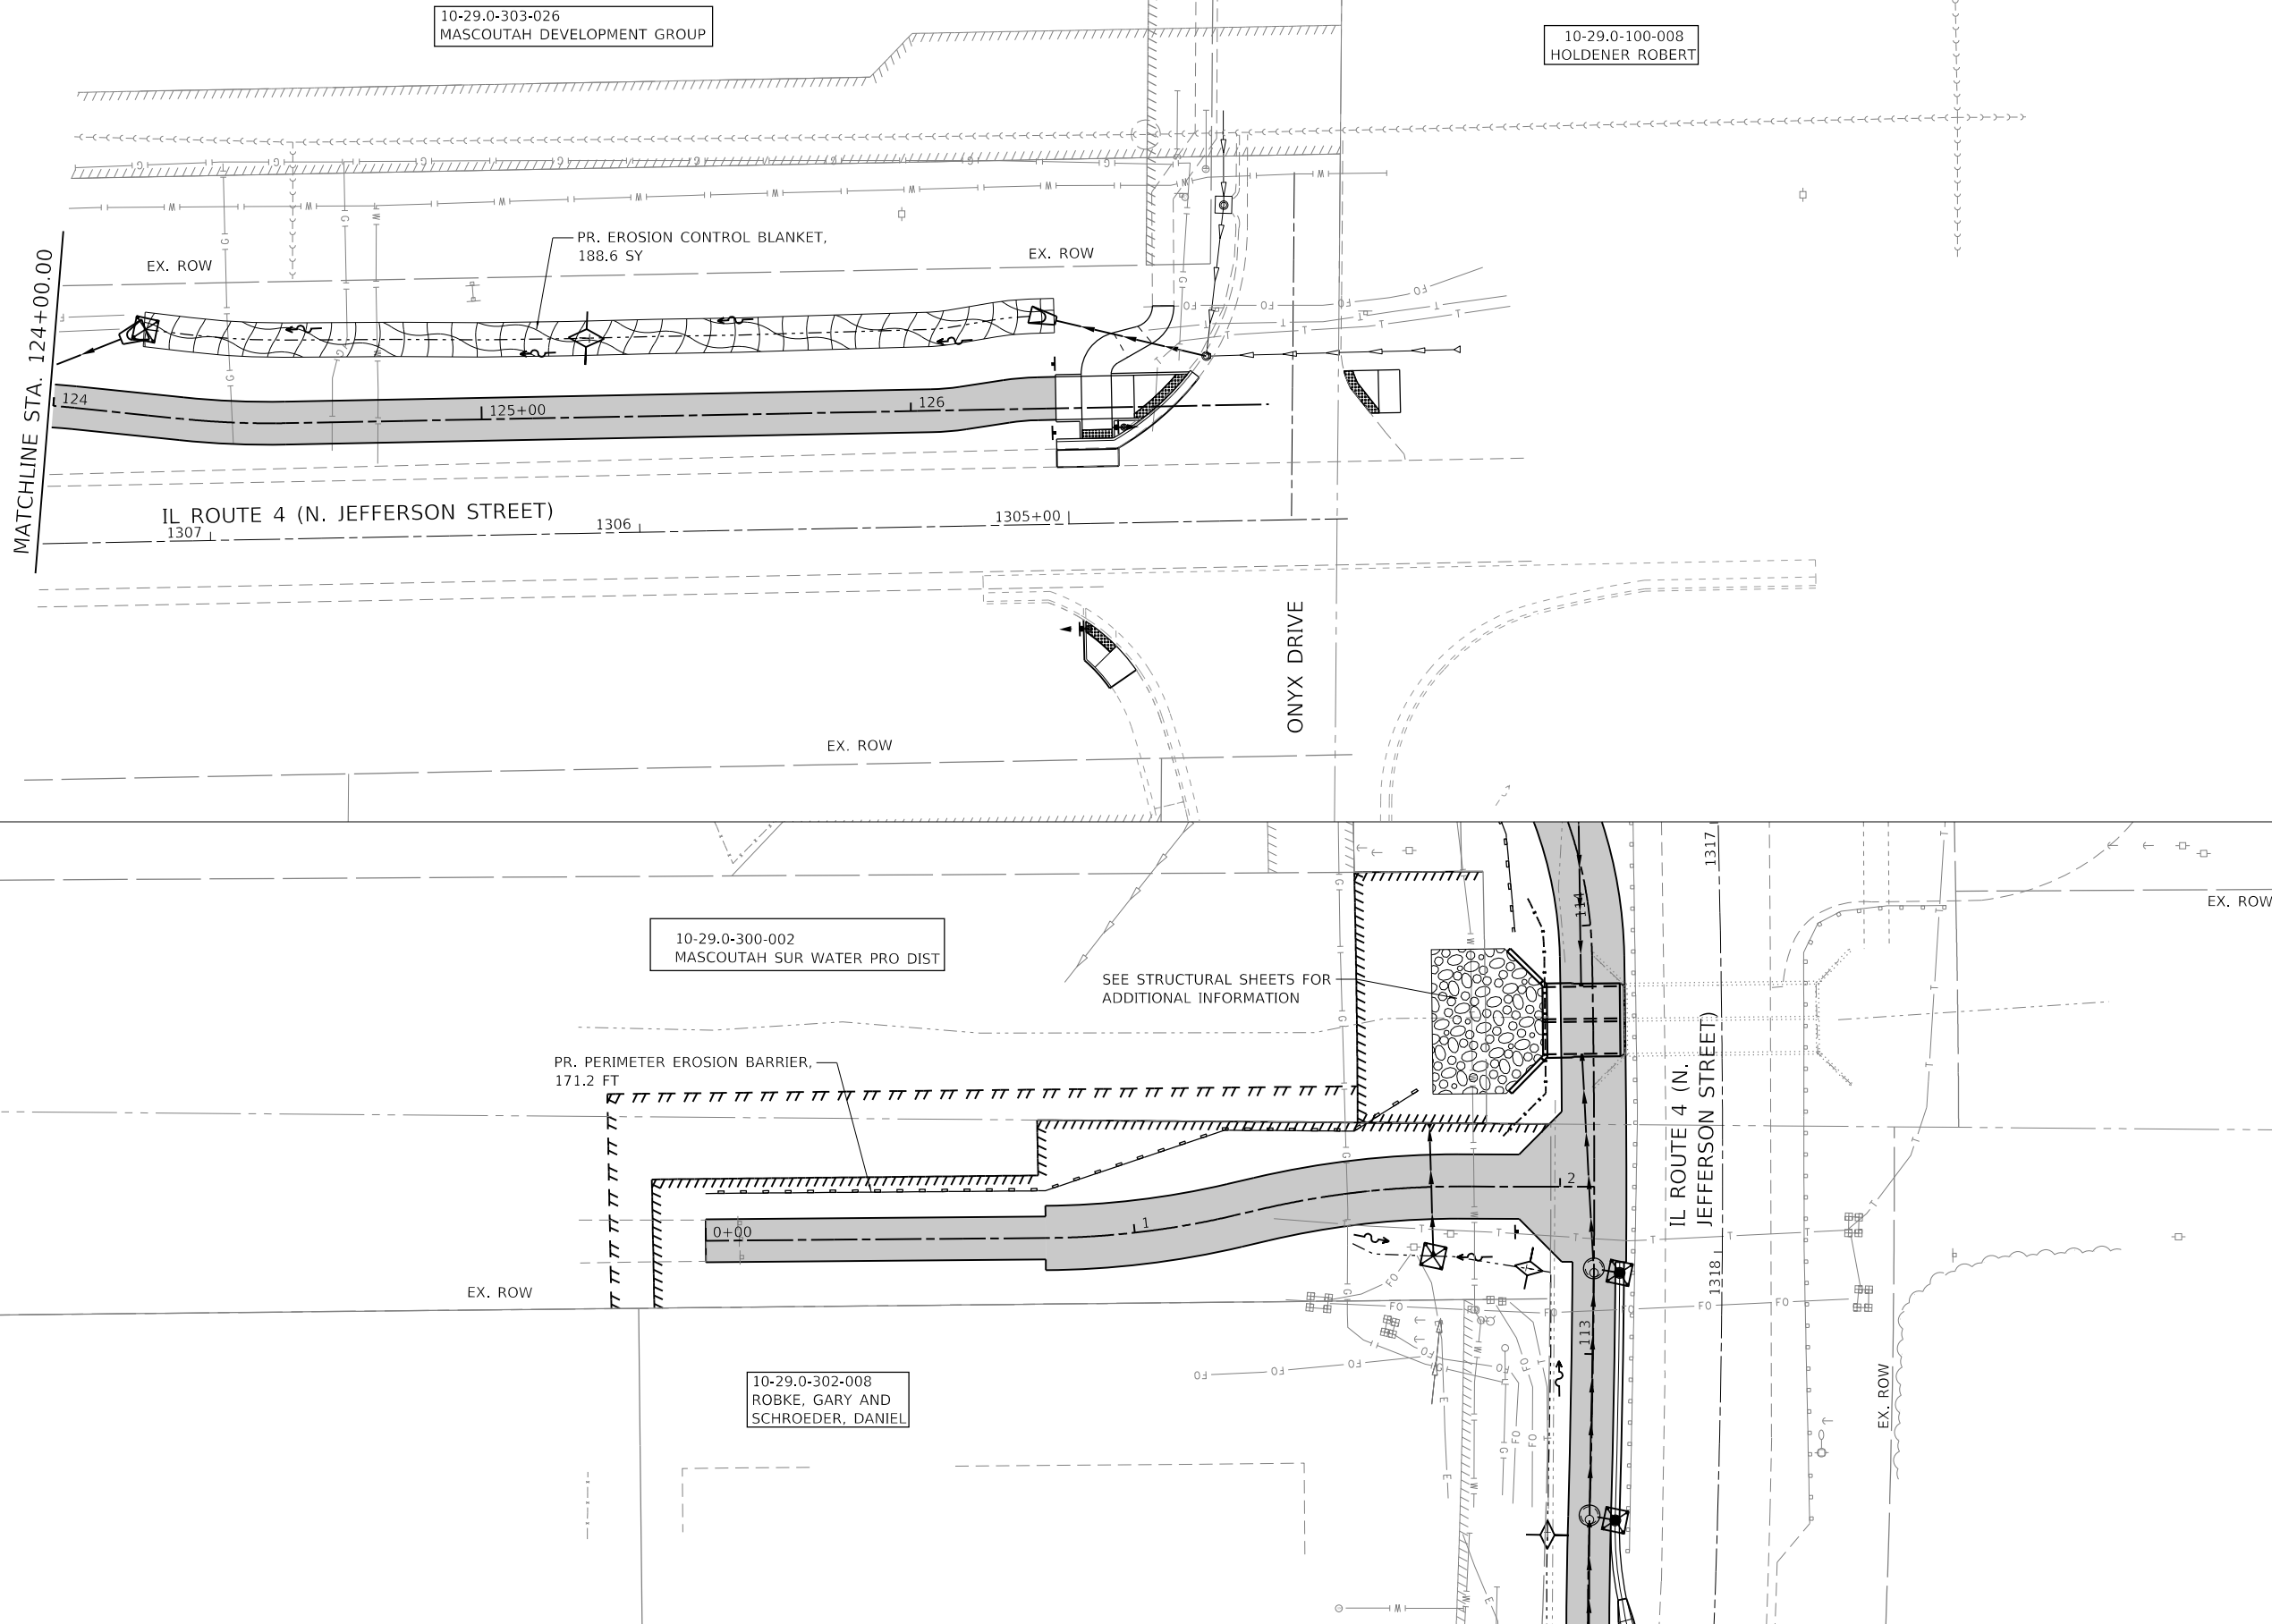 10-29.0-303-026
MASCOUTAH DEVELOPMENT GROUP
10-29.0-100-008
HOLDENER ROBERT
PR. EROSION CONTROL BLANKET,
188.6 SY
EX. ROW
EX. ROW
MATCHLINE STA. 124+00.00
124
125+00
126
IL ROUTE 4 (N. JEFFERSON STREET)
1307
1306
1305+00
ONYX DRIVE
EX. ROW
1317
114
EX. ROW
10-29.0-300-002
MASCOUTAH SUR WATER PRO DIST
SEE STRUCTURAL SHEETS FOR
ADDITIONAL INFORMATION
PR. PERIMETER EROSION BARRIER,
171.2 FT
IL ROUTE 4 (N.
JEFFERSON STREET)
0+00
1
2
1318
EX. ROW
113
10-29.0-302-008
ROBKE, GARY AND
SCHROEDER, DANIEL
EX. ROW